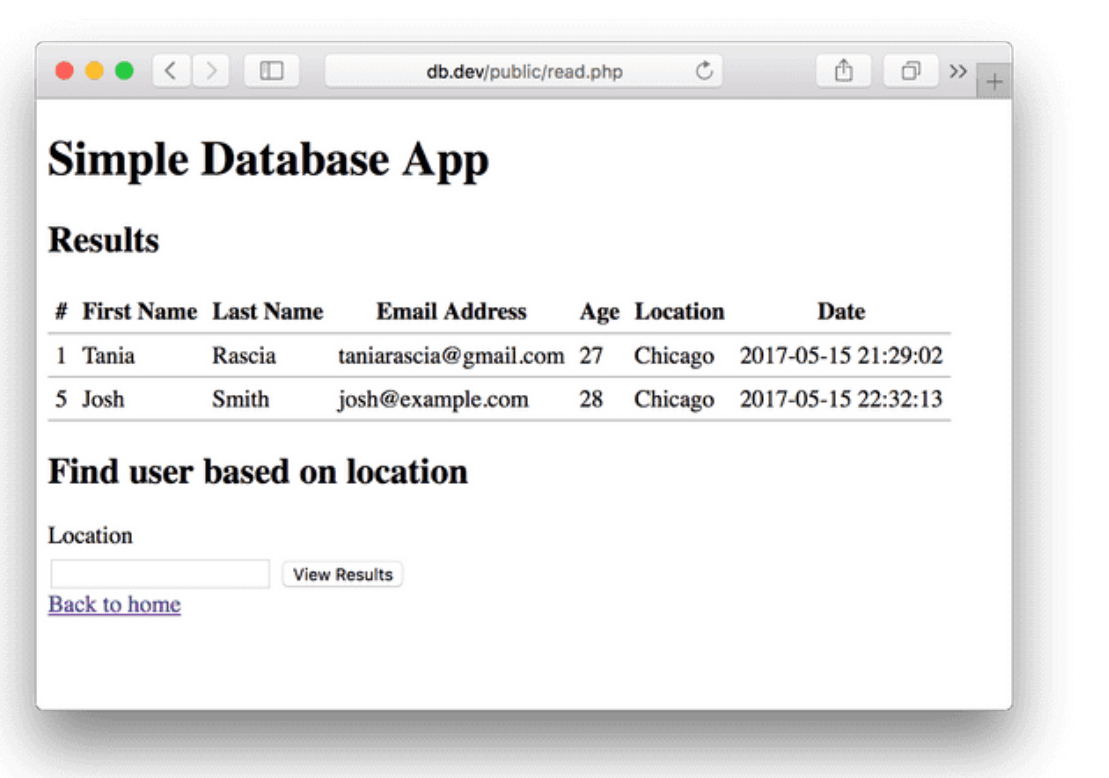 db.dev/public/read.php
Simple Database App
Results
# First Name Last Name Email Address Age Location Date
1 Tania Rascia taniarascia@gmail.com 27 Chicago 2017-05-15 21:29:02
5 Josh Smith josh@example.com 28 Chicago 2017-05-15 22:32:13
Find user based on location
Location
View Results
Back to home